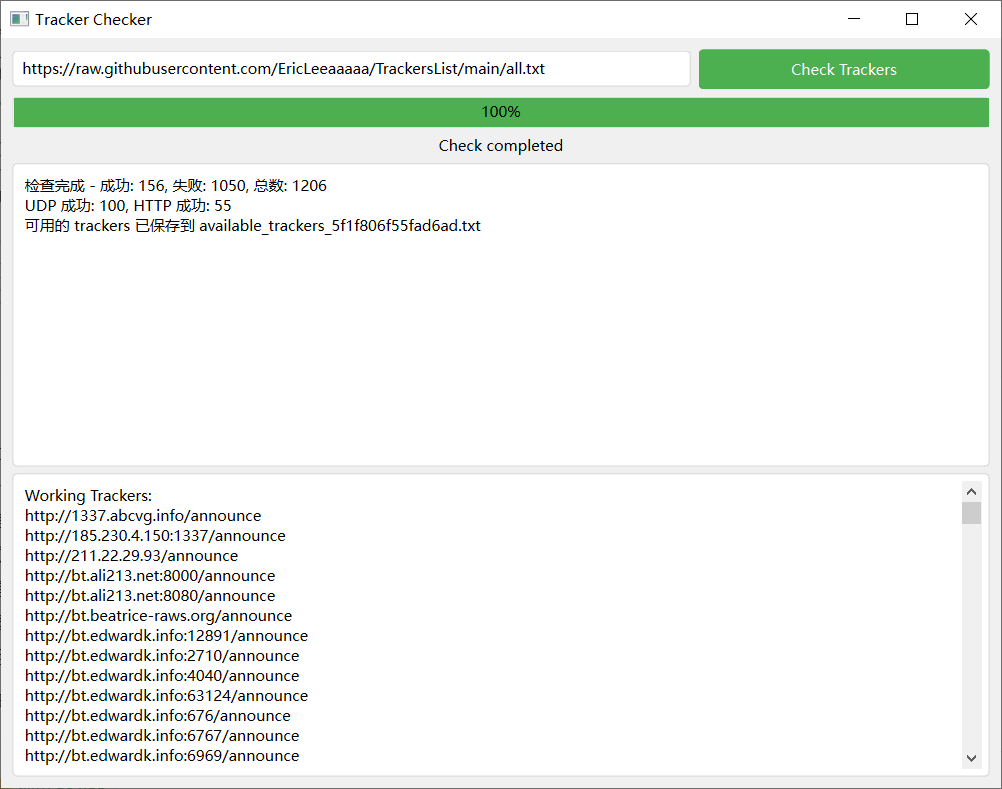 Tracker Checker
https://raw.githubusercontent.com/EricLeeaaaaa/TrackersList/main/all.txt
Check Trackers
100%
Check completed
检查完成 - 成功: 156, 失败: 1050, 总数: 1206
UDP 成功: 100, HTTP 成功: 55
可用的 trackers 已保存到 available_trackers_5f1f806f55fad6ad.txt
Working Trackers:
http://1337.abcvg.info/announce
http://185.230.4.150:1337/announce
http://211.22.29.93/announce
http://bt.ali213.net:8000/announce
http://bt.ali213.net:8080/announce
http://bt.beatrice-raws.org/announce
http://bt.edwardk.info:12891/announce
http://bt.edwardk.info:2710/announce
http://bt.edwardk.info:4040/announce
http://bt.edwardk.info:63124/announce
http://bt.edwardk.info:676/announce
http://bt.edwardk.info:6767/announce
http://bt.edwardk.info:6969/announce